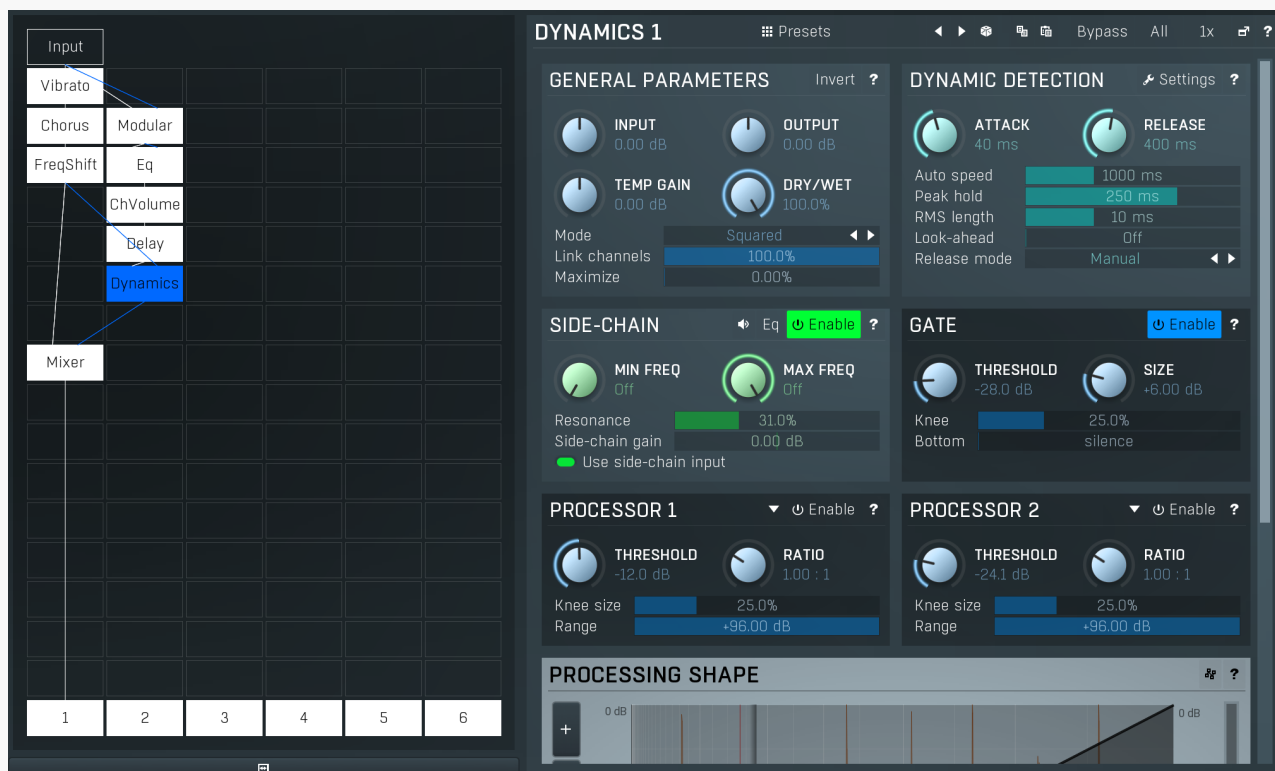 Input
Vibrato
Chorus Modular
FreqShift Eq
ChVolume
Delay
Dynamics
Mixer
1 2 3 4 5 6
DYNAMICS 1 Presets Bypass All 1x ?
GENERAL PARAMETERS Invert ?
INPUT
0.00 dB
OUTPUT
0.00 dB
TEMP GAIN
0.00 dB
DRY/WET
100.0%
Mode Squared
Link channels 100.0%
Maximize 0.00%
DYNAMIC DETECTION Settings ?
ATTACK
40 ms
RELEASE
400 ms
Auto speed 1000 ms
Peak hold 250 ms
RMS length 10 ms
Look-ahead Off
Release mode Manual
SIDE-CHAIN Eq Enable ?
MIN FREQ
Off
MAX FREQ
Off
Resonance 31.0%
Side-chain gain 0.00 dB
Use side-chain input
GATE Enable ?
THRESHOLD
-28.0 dB
SIZE
+6.00 dB
Knee 25.0%
Bottom silence
PROCESSOR 1 Enable ?
THRESHOLD
-12.0 dB
RATIO
1.00 : 1
Knee size 25.0%
Range +96.00 dB
PROCESSOR 2 Enable ?
THRESHOLD
-24.1 dB
RATIO
1.00 : 1
Knee size 25.0%
Range +96.00 dB
PROCESSING SHAPE ?
+ 0 dB 0 dB